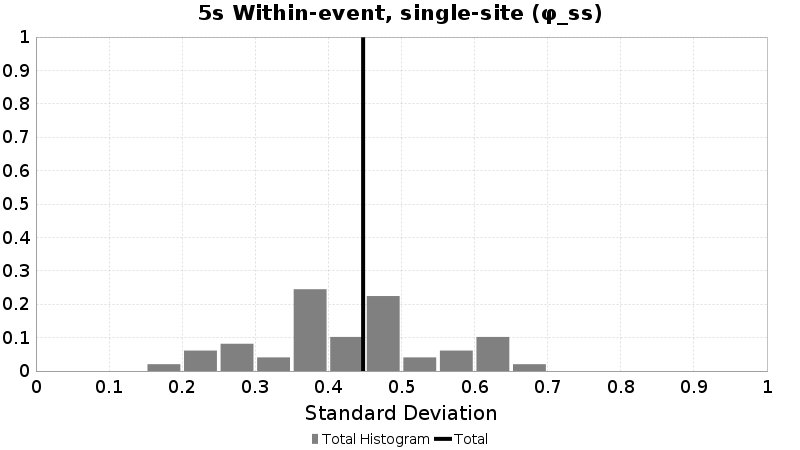 5s Within-event, single-site (φ_ss)
1
0.9
0.8
0.7
0.6
0.5
0.4
0.3
0.2
0.1
0
0 0.1 0.2 0.3 0.4 0.5 0.6 0.7 0.8 0.9 1
Standard Deviation
Total Histogram Total